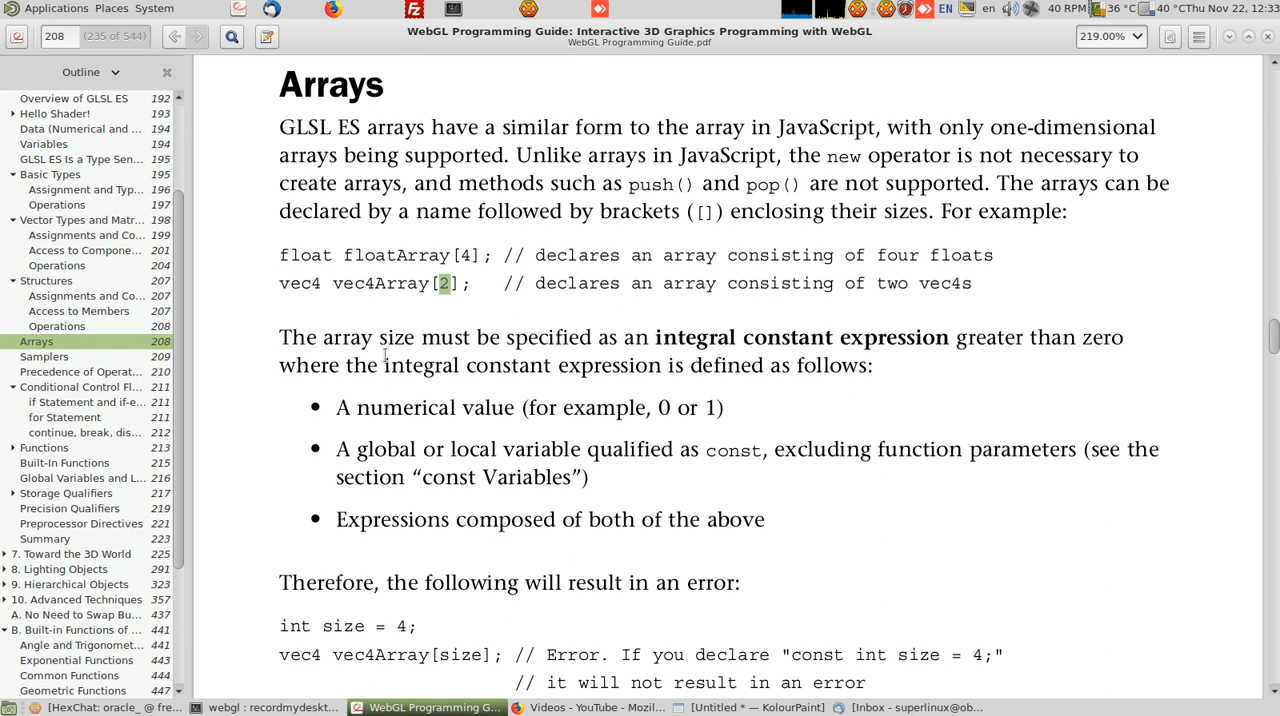 Applications Places System EN en 40 RPM 36 °C 40 °C Thu Nov 22, 12:33
208 (235 of 544) WebGL Programming Guide: Interactive 3D Graphics Programming with WebGL 219.00%
WebGL Programming Guide.pdf
Outline
Overview of GLSL ES 192
Hello Shader! 193
Data (Numerical and ... 194
Variables 194
GLSL ES Is a Type Sen... 195
Basic Types 195
Assignment and Typ... 196
Operations 197
Vector Types and Matr... 198
Assignments and Co... 199
Access to Compone... 201
Operations 204
Structures 207
Assignments and Co... 207
Access to Members 207
Operations 208
Arrays 208
Samplers 209
Precedence of Operat... 210
Conditional Control Fl... 211
if Statement and if-e... 211
for Statement 211
continue, break, dis... 212
Functions 213
Built-In Functions 215
Global Variables and L... 216
Storage Qualifiers 217
Precision Qualifiers 219
Preprocessor Directives 221
Summary 223
7. Toward the 3D World 225
8. Lighting Objects 291
9. Hierarchical Objects 323
10. Advanced Techniques 357
A. No Need to Swap Bu... 437
B. Built-in Functions of ... 441
Angle and Trigonomet... 441
Exponential Functions 443
Common Functions 444
Geometric Functions 447
Arrays
GLSL ES arrays have a similar form to the array in JavaScript, with only one-dimensional
arrays being supported. Unlike arrays in JavaScript, the new operator is not necessary to
create arrays, and methods such as push() and pop() are not supported. The arrays can be
declared by a name followed by brackets ([]) enclosing their sizes. For example:
float floatArray[4]; // declares an array consisting of four floats
vec4 vec4Array[2]; // declares an array consisting of two vec4s
The array size must be specified as an integral constant expression greater than zero
where the integral constant expression is defined as follows:
• A numerical value (for example, 0 or 1)
• A global or local variable qualified as const, excluding function parameters (see the
section “const Variables”)
• Expressions composed of both of the above
Therefore, the following will result in an error:
int size = 4;
vec4 vec4Array[size]; // Error. If you declare "const int size = 4;"
// it will not result in an error
[HexChat: oracle_ @ fre... webgl : recordmydeskt... WebGL Programming G... Videos - YouTube - Mozil... [Untitled * — KolourPaint] [Inbox - superlinux@ob...